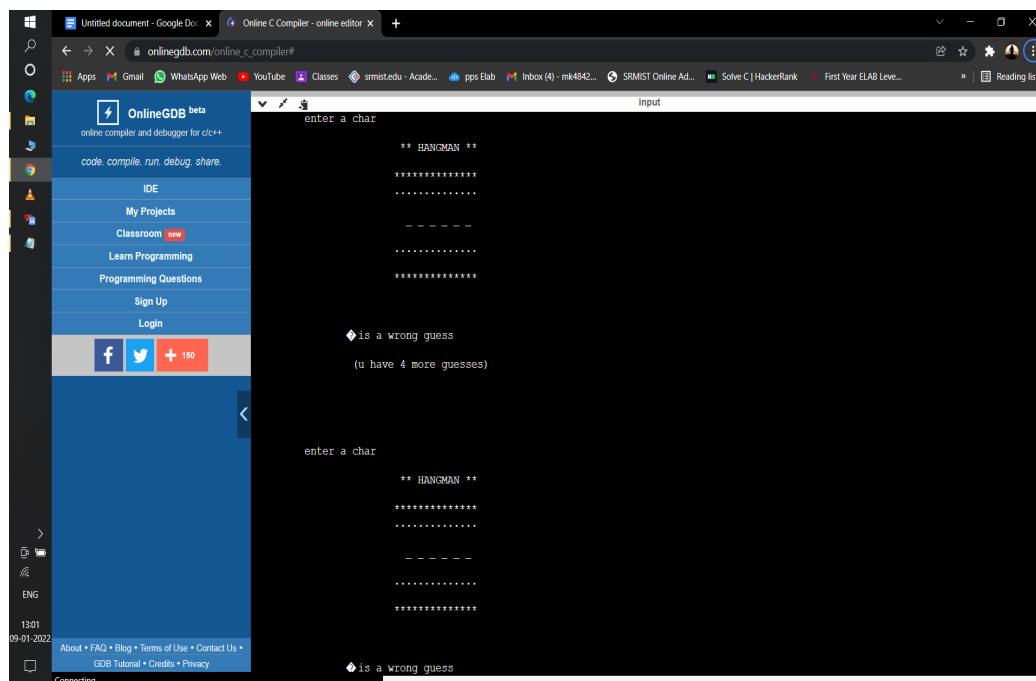 Untitled document - Google Doc
Online C Compiler - online editor
onlinegdb.com/online_c_compiler#
Apps
Gmail
WhatsApp Web
YouTube
Classes
srmist.edu - Acade...
pps Elab
Inbox (4) - mk4842...
SRMIST Online Ad...
Solve C | HackerRank
First Year ELAB Leve...
»
Reading lis
OnlineGDB beta
online compiler and debugger for c/c++
code. compile. run. debug. share.
IDE
My Projects
Classroom new
Learn Programming
Programming Questions
Sign Up
Login
+ 150
About • FAQ • Blog • Terms of Use • Contact Us •
GDB Tutorial • Credits • Privacy
Connecting
input
enter a char
** HANGMAN **
**************
..............
_ _ _ _ _ _
..............
**************
� is a wrong guess
(u have 4 more guesses)
enter a char
** HANGMAN **
**************
..............
_ _ _ _ _ _
..............
**************
� is a wrong guess
ENG
13:01
09-01-2022